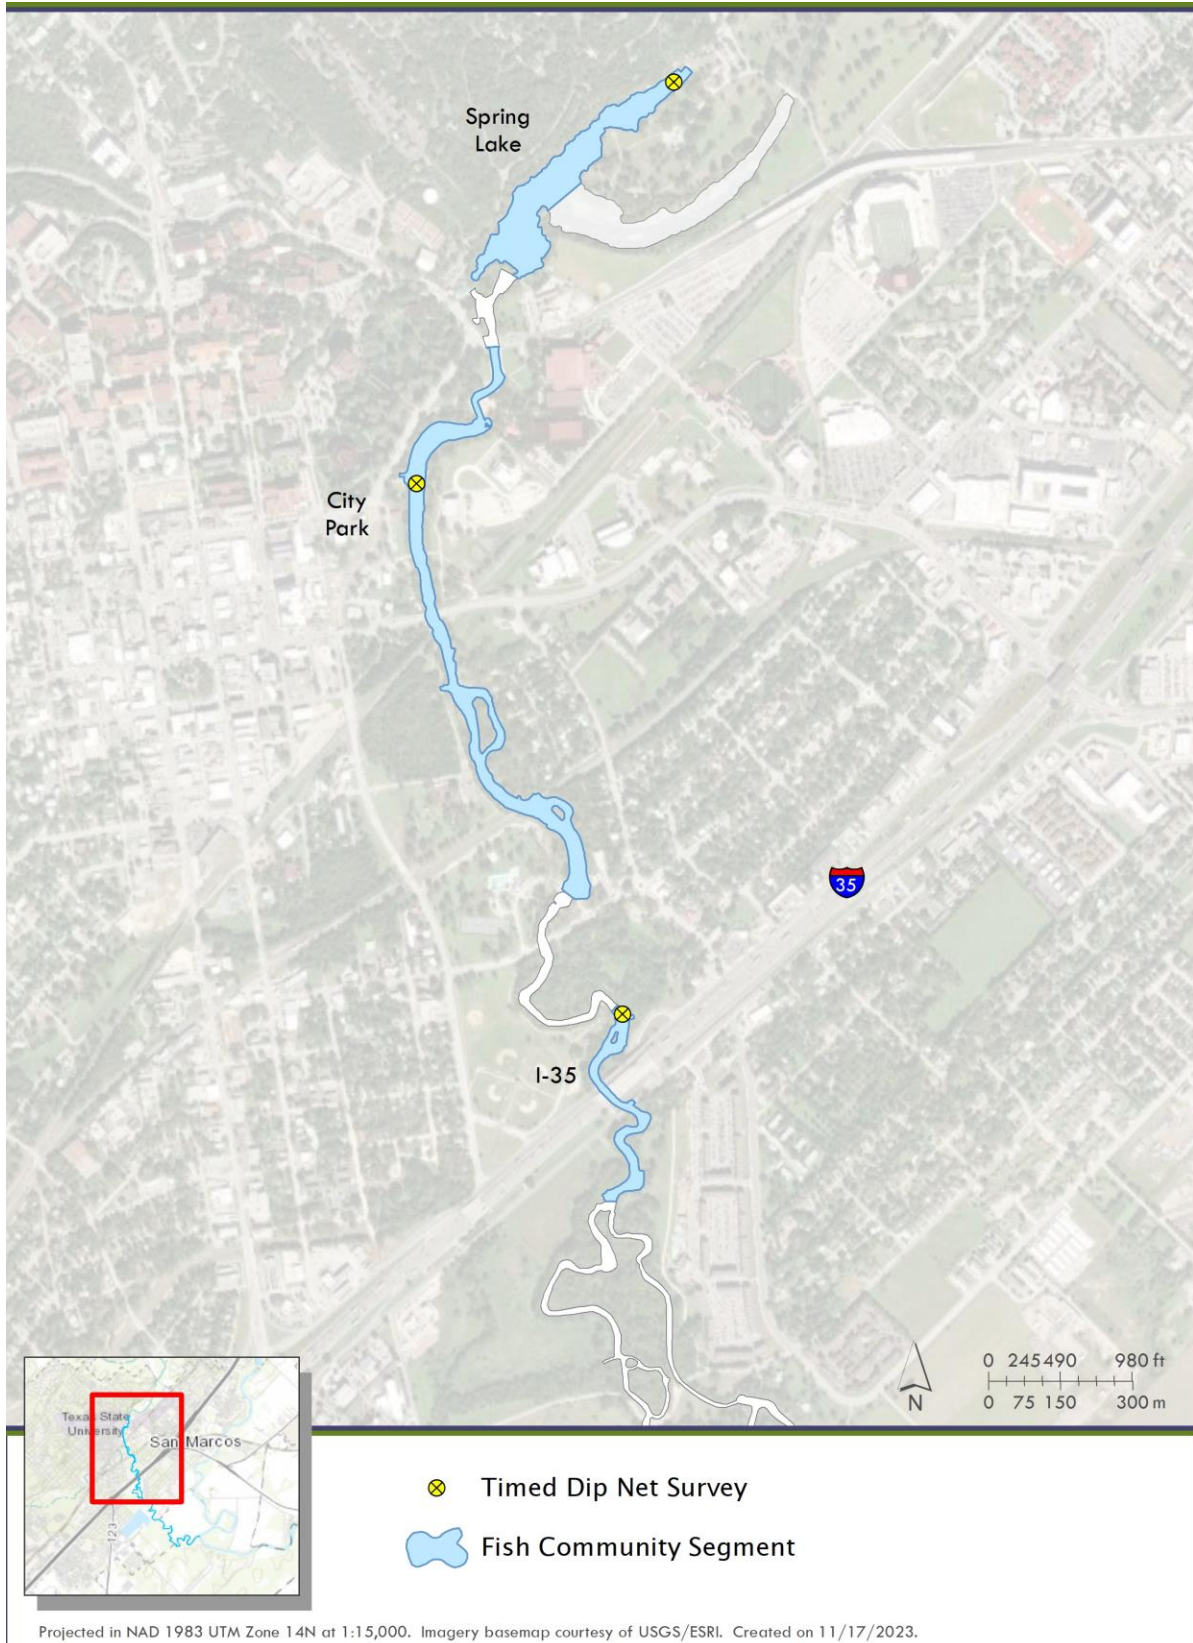 Spring
Lake
City
Park
35
I-35
N
0 245 490 980 ft
0 75 150 300 m
Texas State
University
San Marcos
123
Timed Dip Net Survey
Fish Community Segment
Projected in NAD 1983 UTM Zone 14N at 1:15,000. Imagery basemap courtesy of USGS/ESRI. Created on 11/17/2023.